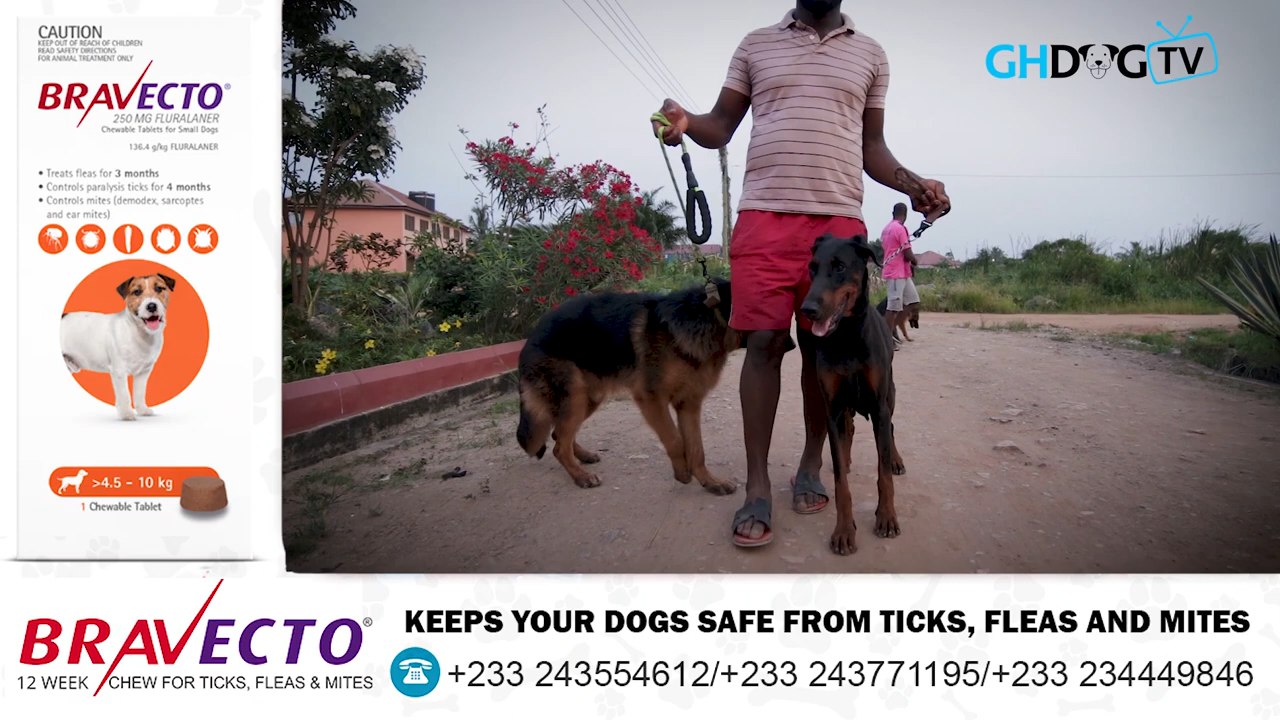 CAUTION
KEEP OUT OF REACH OF CHILDREN
READ SAFETY DIRECTIONS
FOR ANIMAL TREATMENT ONLY
BRAVECTO®
250 MG FLURALANER
Chewable Tablets for Small Dogs
136.4 g/kg FLURALANER
• Treats fleas for 3 months
• Controls paralysis ticks for 4 months
• Controls mites (demodex, sarcoptes
and ear mites)
>4.5 – 10 kg
1 Chewable Tablet
GHDOG TV
BRAVECTO®
12 WEEK CHEW FOR TICKS, FLEAS & MITES
KEEPS YOUR DOGS SAFE FROM TICKS, FLEAS AND MITES
+233 243554612/+233 243771195/+233 234449846